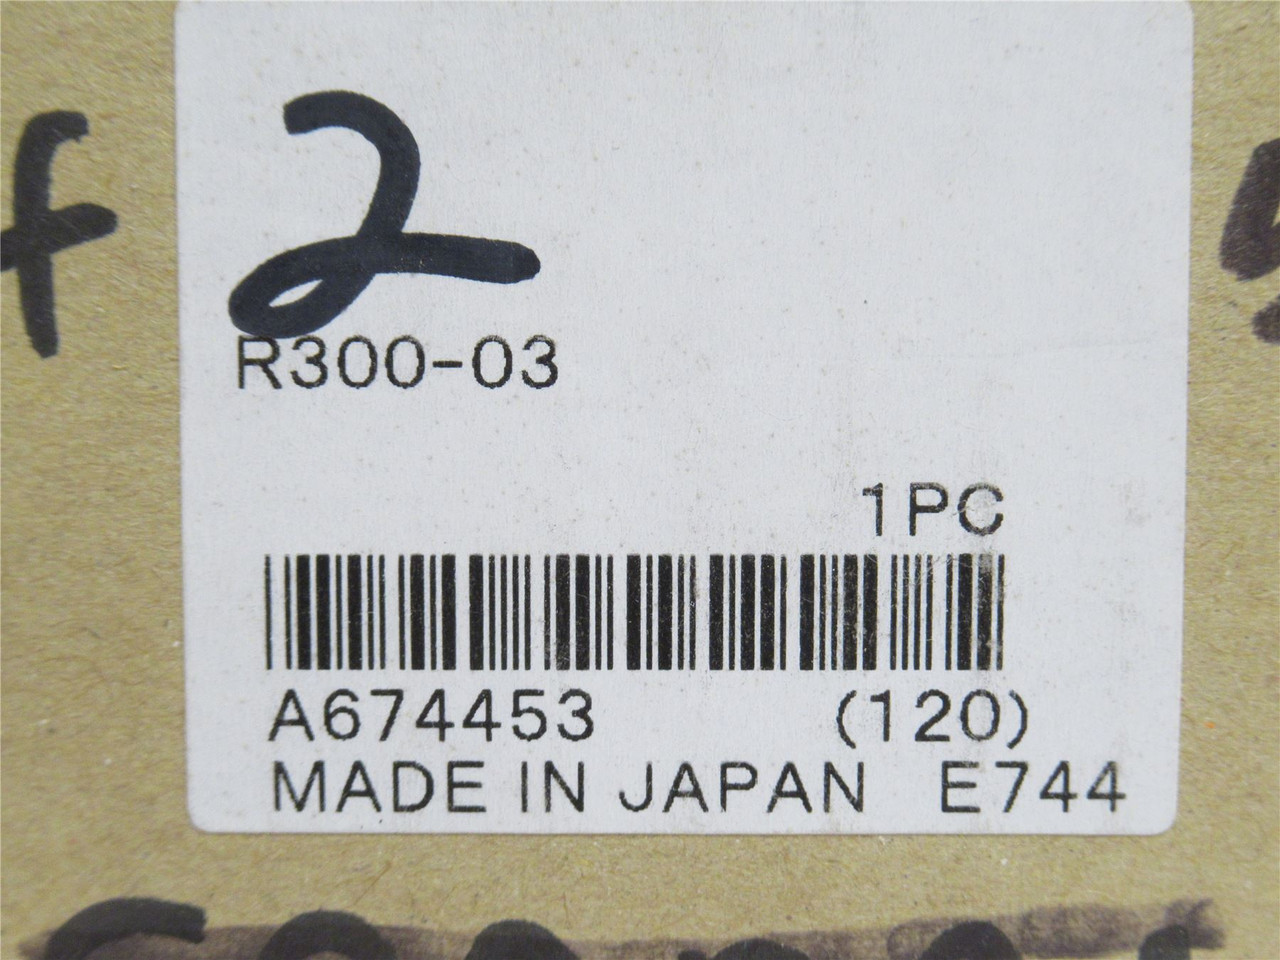 f 2
R300-03
1PC
A674453 (120)
MADE IN JAPAN E744